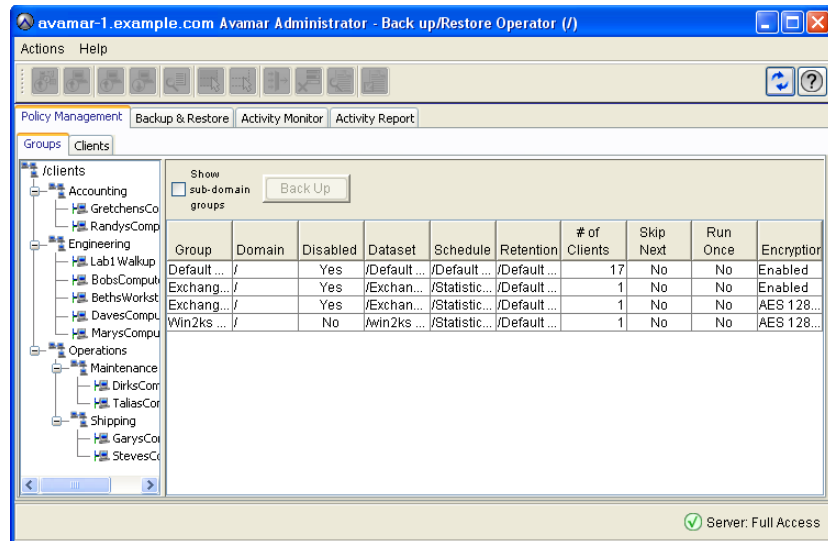 avamar-1.example.com Avamar Administrator - Back up/Restore Operator (/)
Actions Help
Policy Management Backup & Restore Activity Monitor Activity Report
Groups Clients
/clients
Accounting
GretchensCo
RandysComp
Engineering
Lab1 Walkup
BobsComput
BethsWorkst
DavesCompu
MarysCompu
Operations
Maintenance
DirksCom
TaliasCor
Shipping
GarysCo
StevesCo
Show
sub-domain Back Up
groups
Group Domain Disabled Dataset Schedule Retention # of Clients Skip Next Run Once Encryption
Default ... / Yes /Default ... /Default ... /Default ... 17 No No Enabled
Exchang... / Yes /Exchan... /Statistic... /Default ... 1 No No Enabled
Exchang... / Yes /Exchan... /Statistic... /Default ... 1 No No AES 128...
Win2ks ... / No /win2ks ... /Statistic... /Default ... 1 No No AES 128...
Server: Full Access